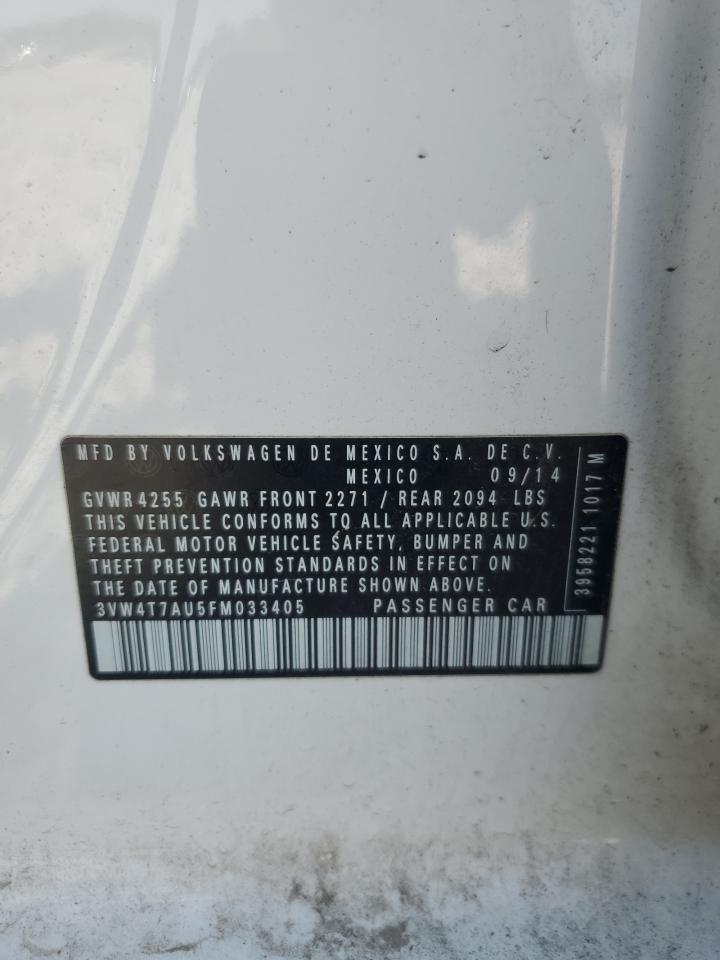 MFD BY VOLKSWAGEN DE MEXICO S.A. DE C.V.
MEXICO 09/14
GVWR 4255 GAWR FRONT 2271 / REAR 2094 LBS
THIS VEHICLE CONFORMS TO ALL APPLICABLE U.S.
FEDERAL MOTOR VEHICLE SAFETY, BUMPER AND
THEFT PREVENTION STANDARDS IN EFFECT ON
THE DATE OF MANUFACTURE SHOWN ABOVE.
3VW4T7AU5FM033405 PASSENGER CAR
3958221 1017 M